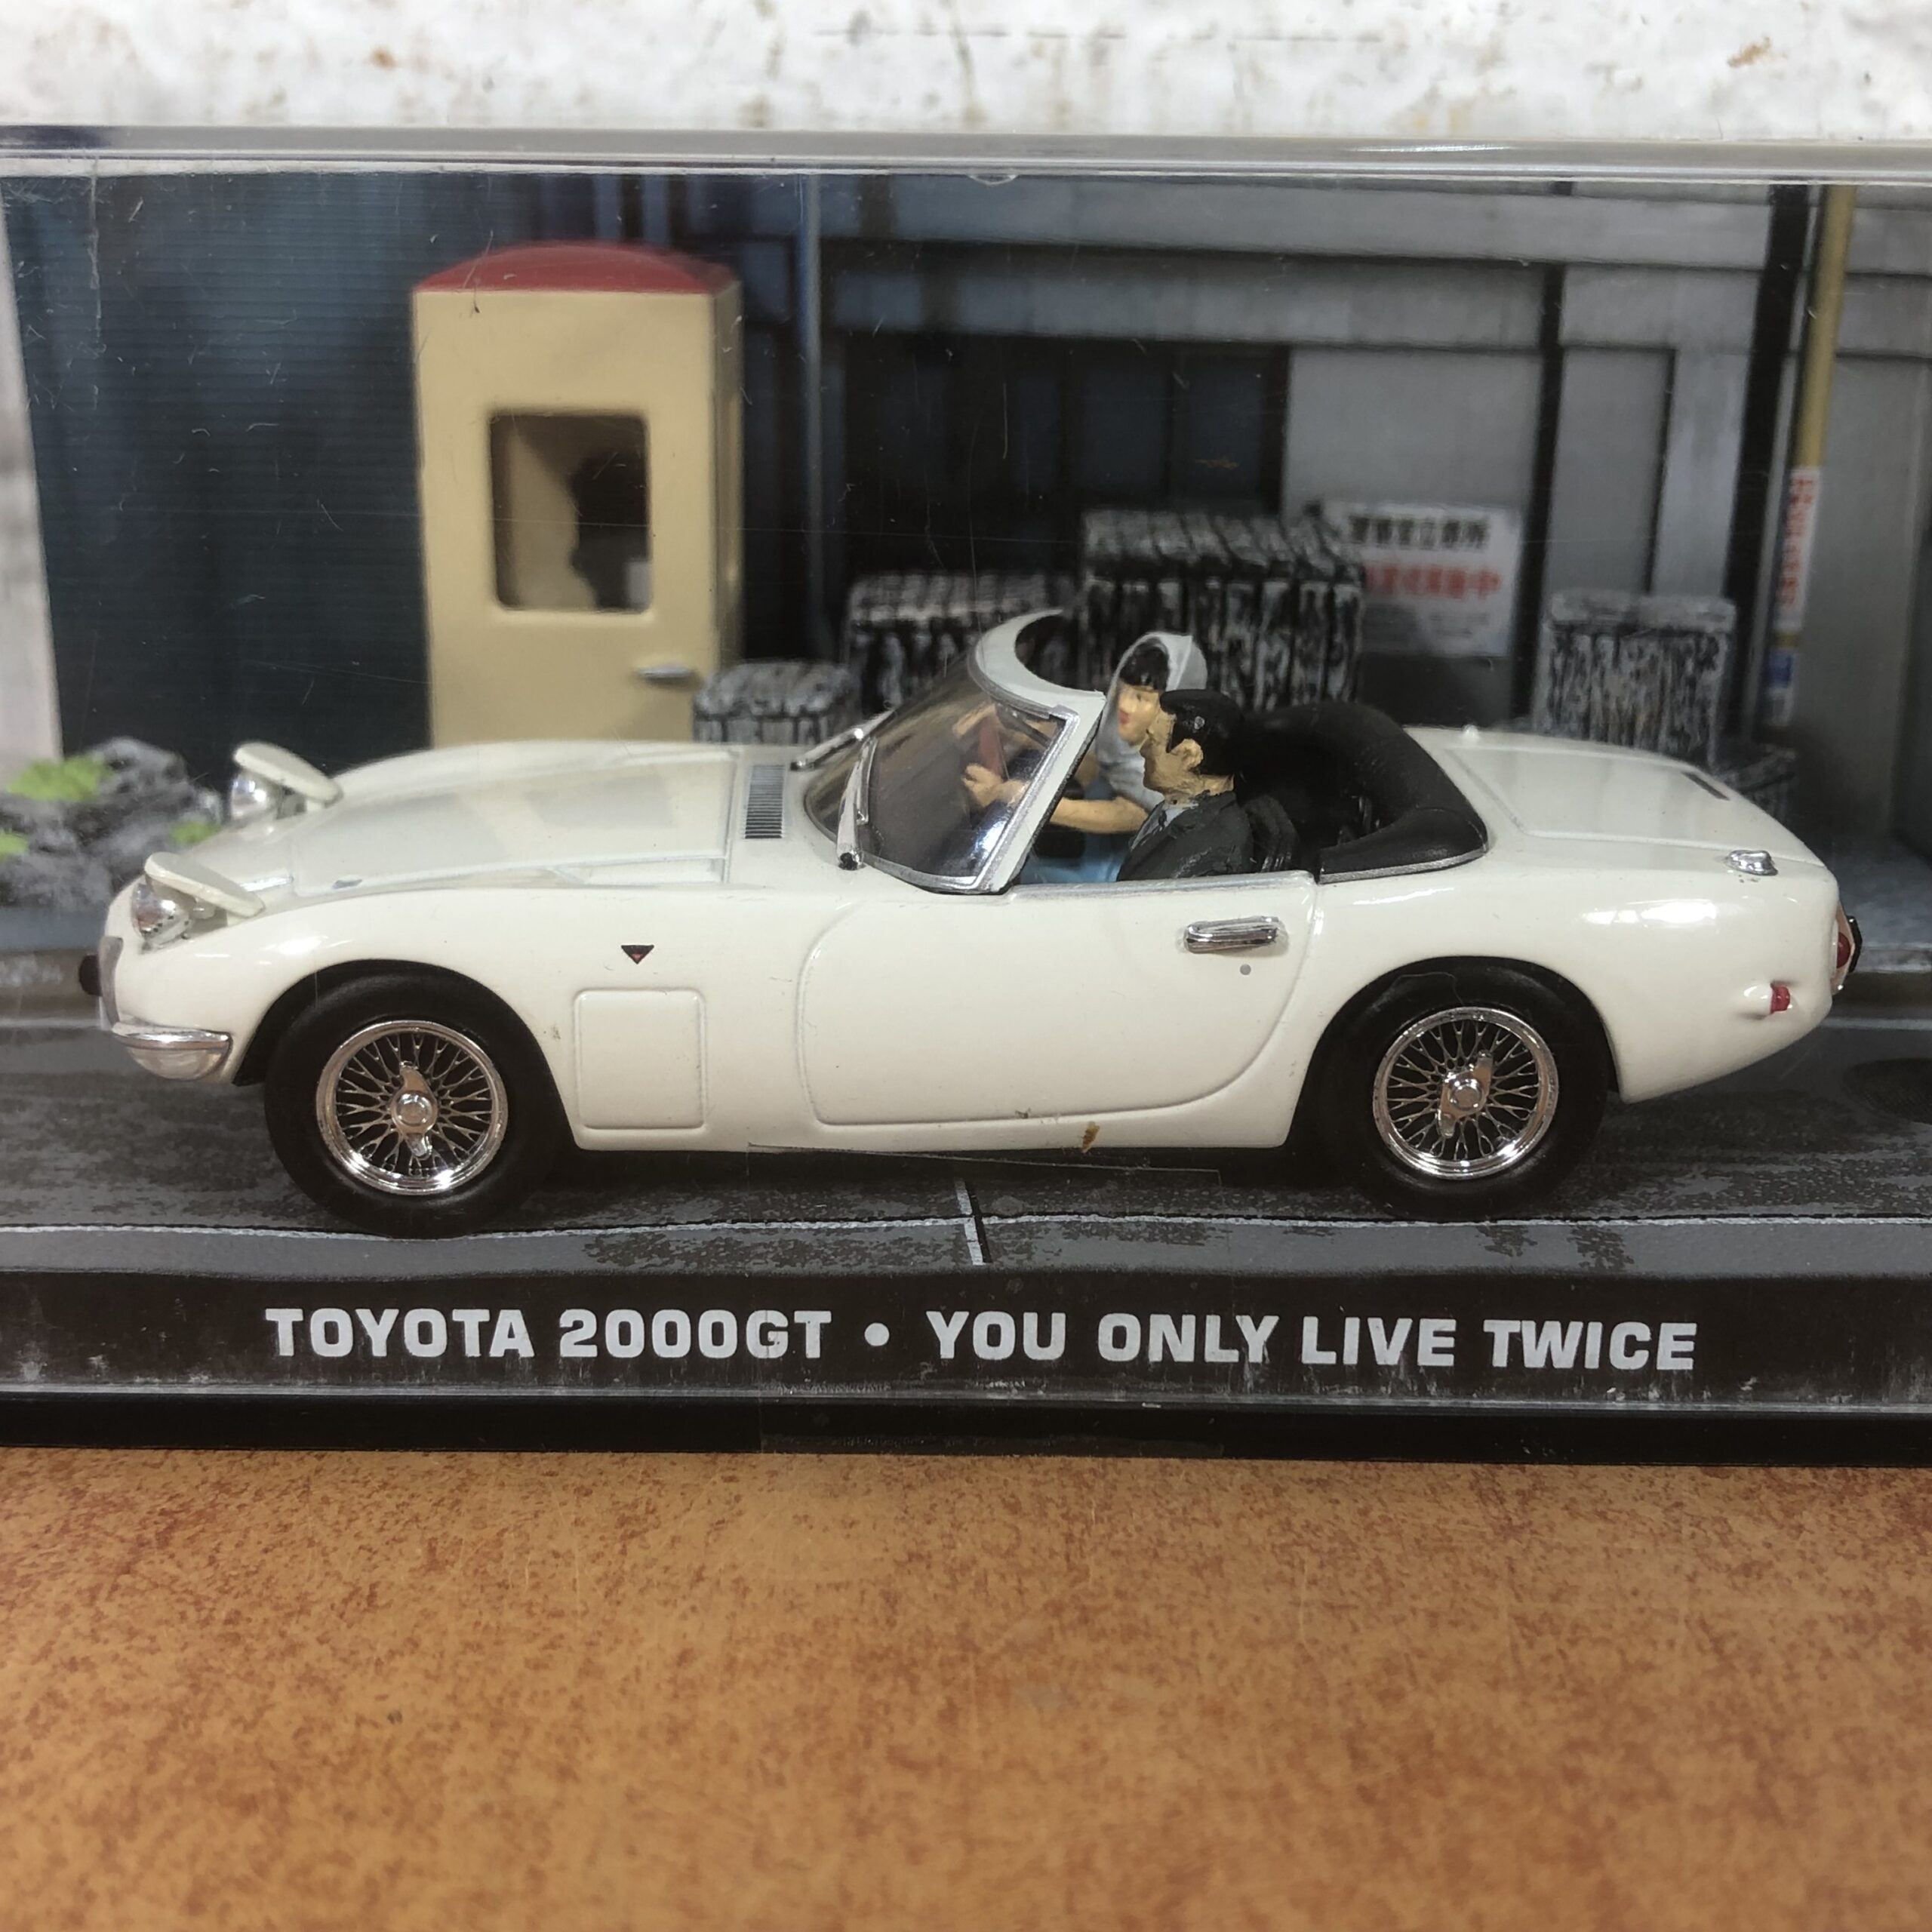 TOYOTA 2000GT • YOU ONLY LIVE TWICE